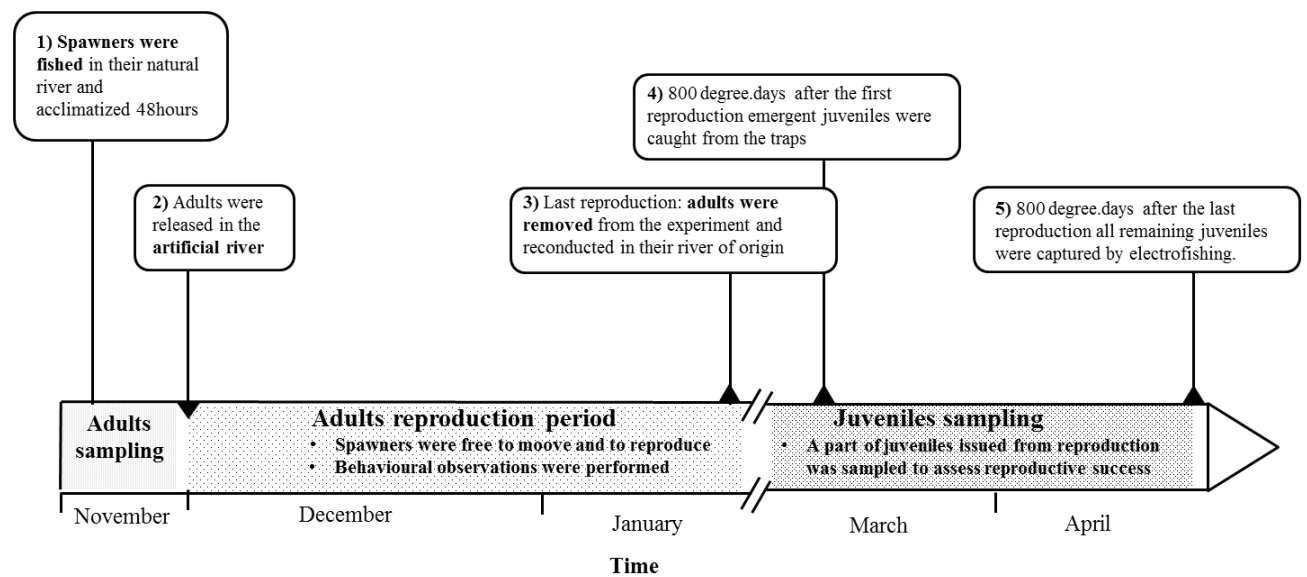 1) Spawners were
fished in their natural
river and
acclimatized 48hours
2) Adults were
released in the
artificial river
3) Last reproduction: adults were
removed from the experiment and
reconducted in their river of origin
4) 800 degree.days after the first
reproduction emergent juveniles were
caught from the traps
5) 800 degree.days after the last
reproduction all remaining juveniles
were captured by electrofishing.
Adults
sampling
Adults reproduction period
• Spawners were free to moove and to reproduce
• Behavioural observations were performed
Juveniles sampling
• A part of juveniles issued from reproduction
was sampled to assess reproductive success
November
December
January
March
April
Time